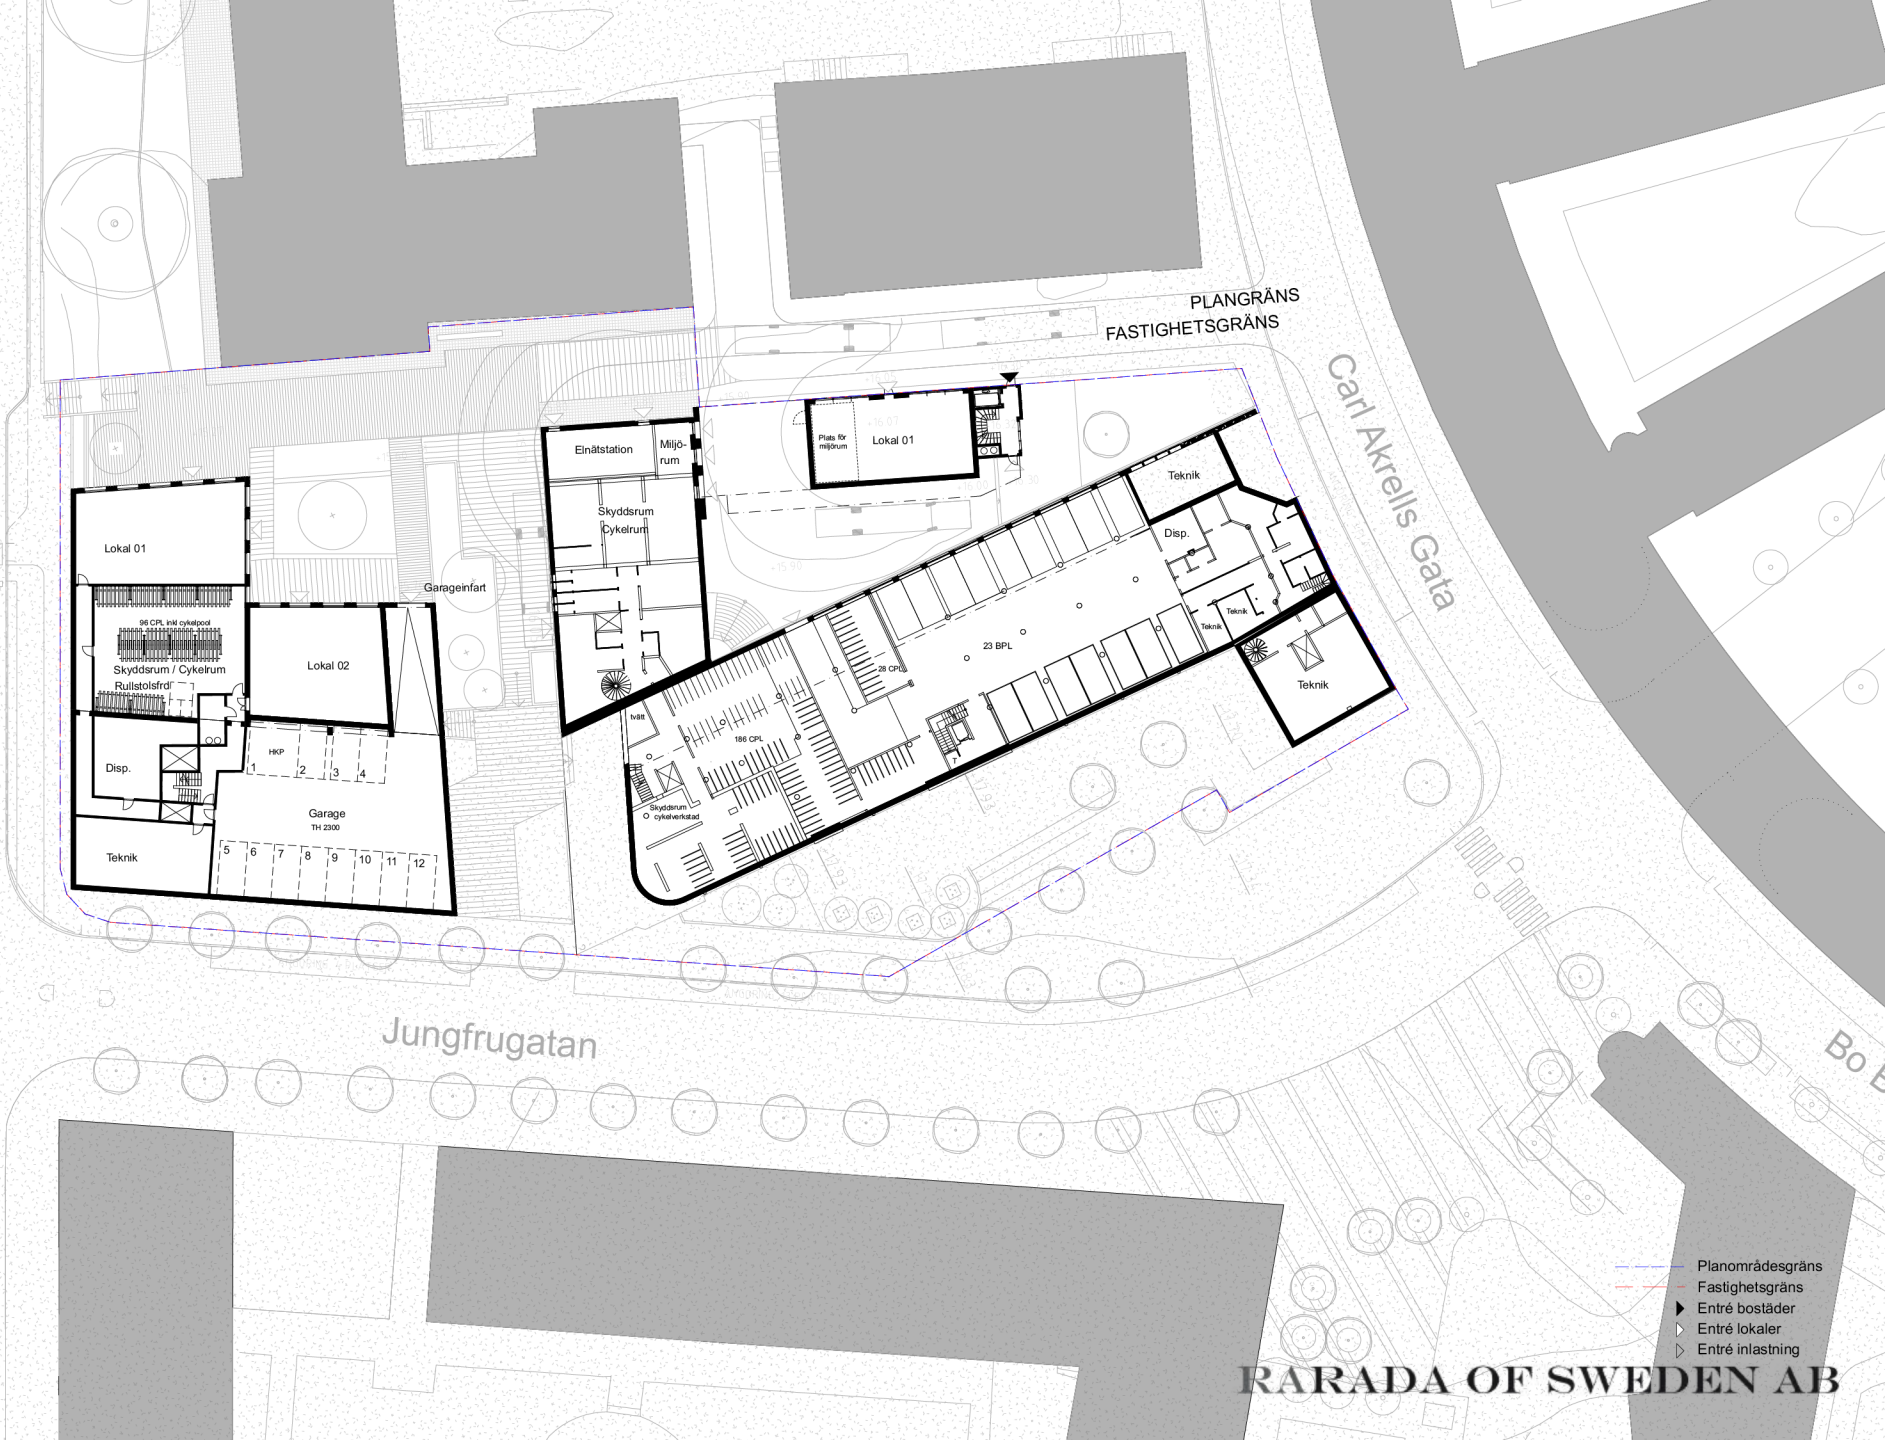 PLANGRÄNS
FASTIGHETSGRÄNS
Carl Akrells Gata
Elnätstation
Miljö-
rum
Plats för
miljörum
Lokal 01
Skyddsrum
Cykelrum
Teknik
Disp.
Lokal 01
Garageinfart
96 CPL inkl cykelpool
Skyddsrum / Cykelrum
Rullstolsfrd
Lokal 02
Teknik
Teknik
23 BPL
28 CPL
Teknik
tvätt
186 CPL
HKP
1
2
3
4
Disp.
Garage
TH 2300
Skyddsrum
cykelverkstad
Teknik
5
6
7
8
9
10
11
12
Jungfrugatan
Bo
Planområdesgräns
Fastighetsgräns
Entré bostäder
Entré lokaler
Entré inlastning
RARADA OF SWEDEN AB